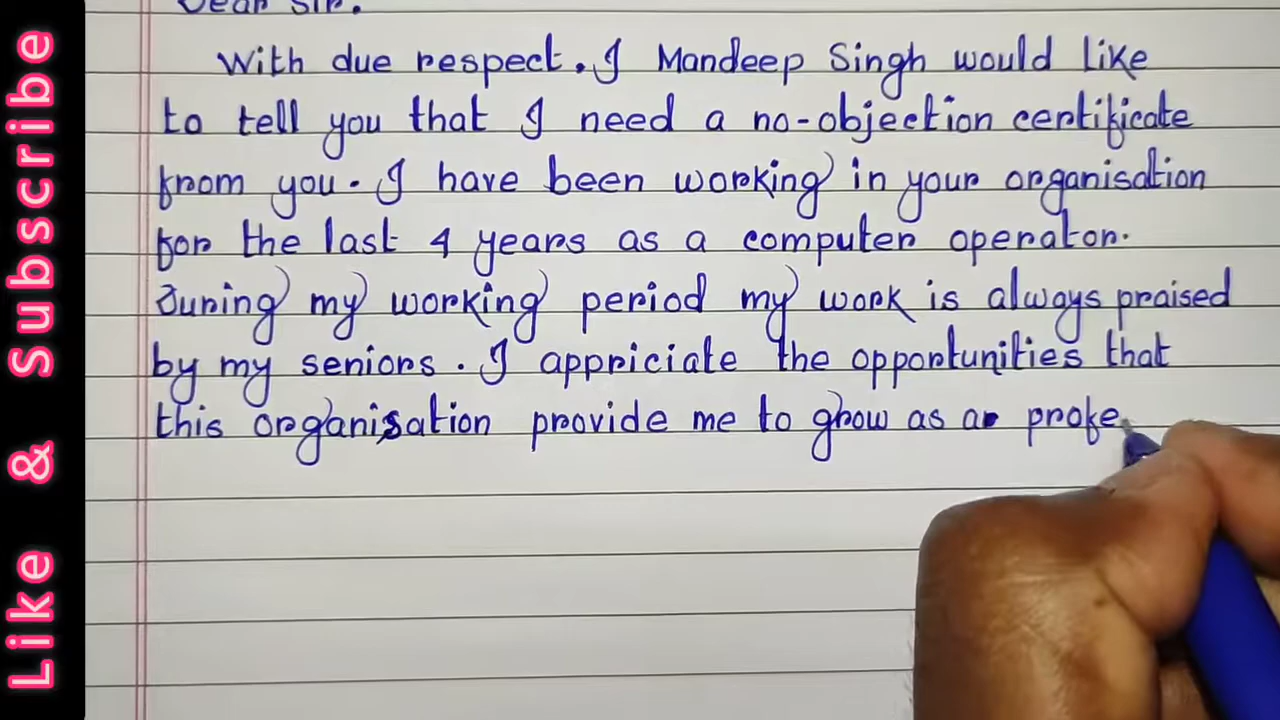 Dear Sir.
With due respect. I Mandeep Singh would like
to tell you that I need a no-objection certificate
from you. I have been working in your organisation
for the last 4 years as a computer operator.
During my working period my work is always praised
by my seniors. I appriciate the opportunities that
this organisation provide me to grow as a profe
Like & Subscribe